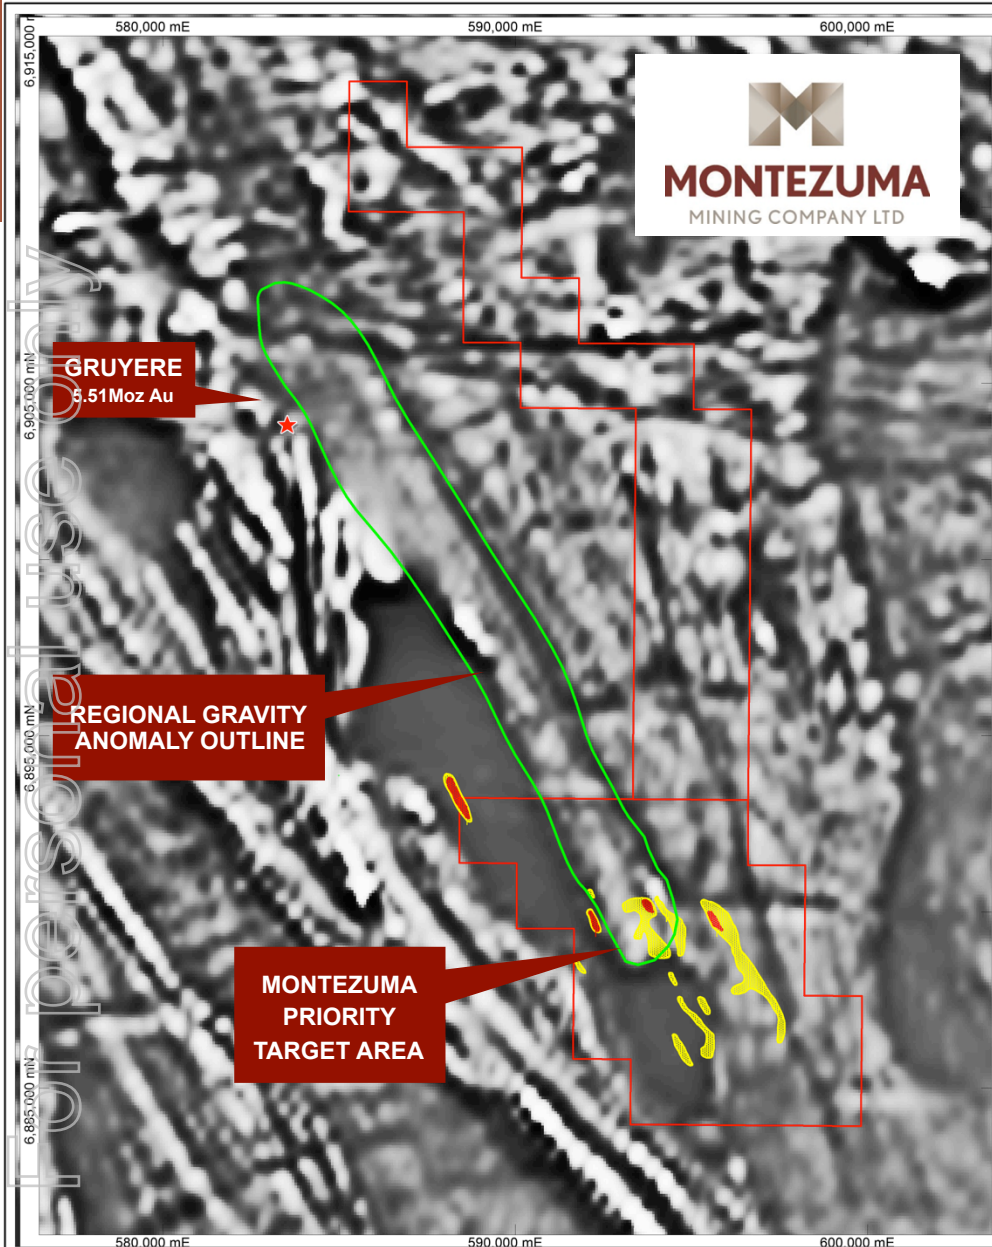 580,000 mE
590,000 mE
600,000 mE
6,915,000 m
MONTEZUMA
MINING COMPANY LTD
GRUYERE
5.51Moz Au
6,905,000 mN
REGIONAL GRAVITY
ANOMALY OUTLINE
6,895,000 mN
MONTEZUMA
PRIORITY
TARGET AREA
6,885,000 mN
For personal use only
580,000 mE
590,000 mE
600,000 mE